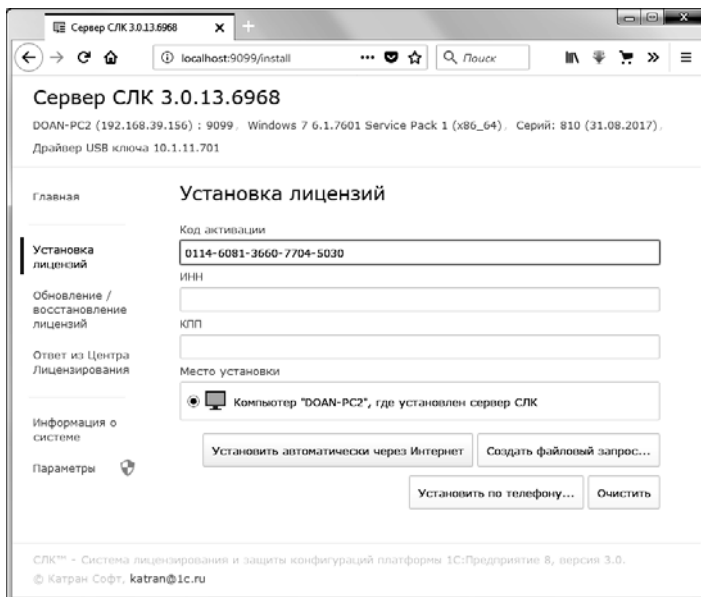 Сервер СЛК 3.0.13.6968
localhost:9099/install
Поиск
Сервер СЛК 3.0.13.6968
DOAN-PC2 (192.168.39.156) : 9099, Windows 7 6.1.7601 Service Pack 1 (x86_64), Серий: 810 (31.08.2017),
Драйвер USB ключа 10.1.11.701
Главная
Установка
лицензий
Обновление /
восстановление
лицензий
Ответ из Центра
Лицензирования
Информация о
системе
Параметры
Установка лицензий
Код активации
0114-6081-3660-7704-5030
ИНН
КПП
Место установки
Компьютер "DOAN-PC2", где установлен сервер СЛК
Установить автоматически через Интернет
Создать файловый запрос...
Установить по телефону...
Очистить
СЛК™ - Система лицензирования и защиты конфигураций платформы 1С:Предприятие 8, версия 3.0.
© Катран Софт, katran@1c.ru